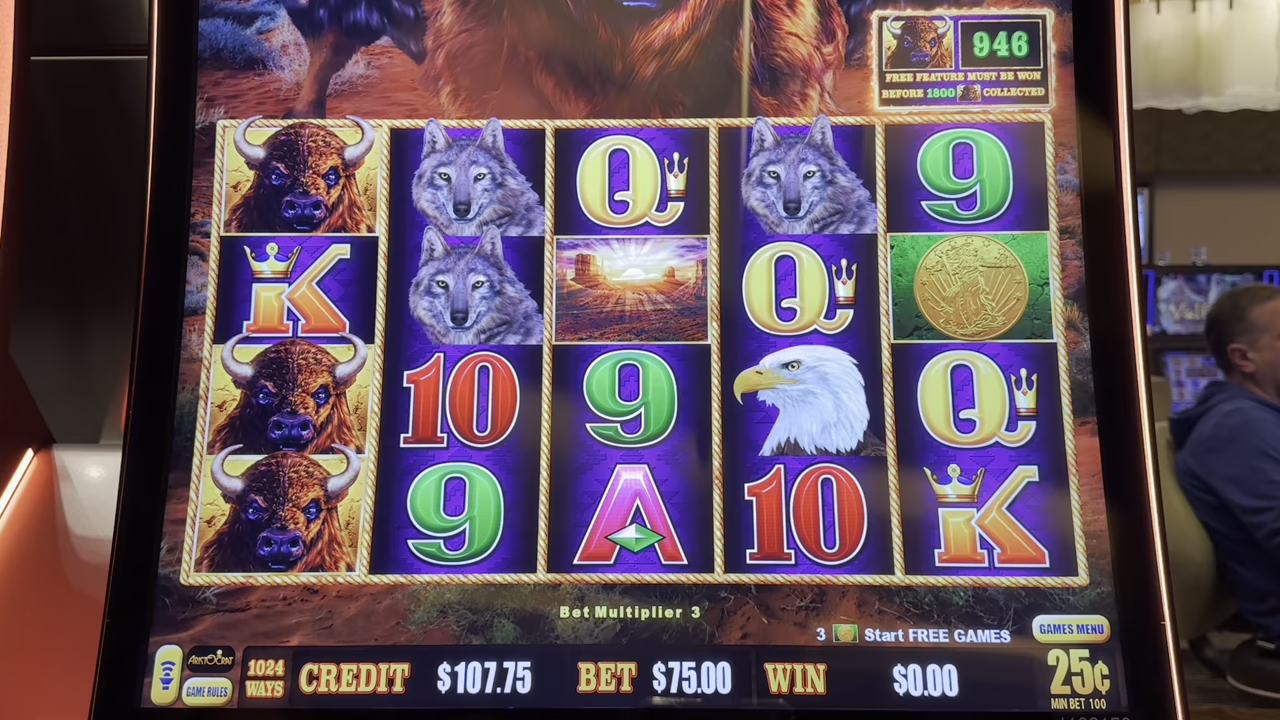 946
FREE FEATURE MUST BE WON
BEFORE 1800 COLLECTED
Q 9
K Q
10 9 Q
9 A 10 K
Bet Multiplier 3
3 Start FREE GAMES
GAMES MENU
ARISTOCRAT
GAME RULES
1024
WAYS
CREDIT $107.75 BET $75.00 WIN $0.00
25¢
MIN BET 100